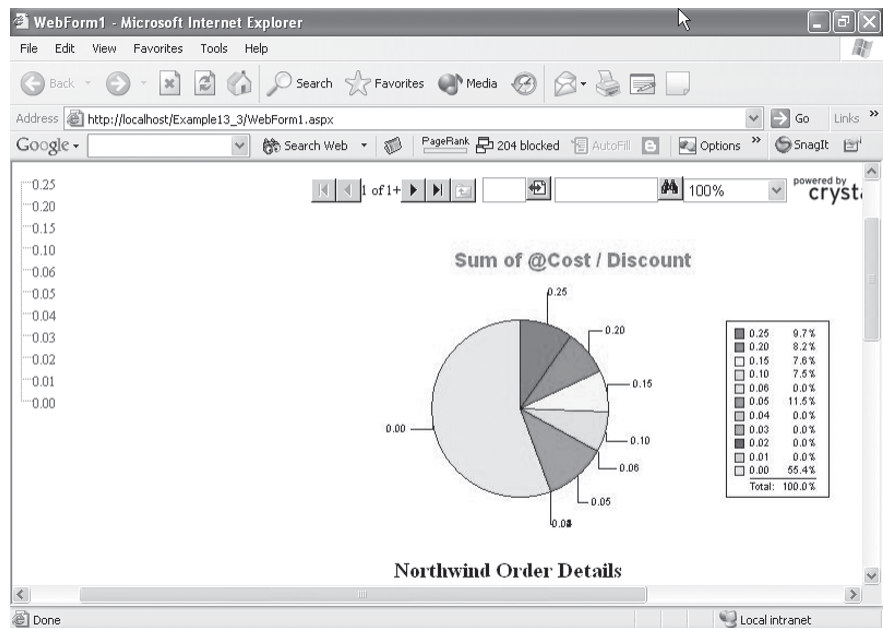 WebForm1 - Microsoft Internet Explorer
File Edit View Favorites Tools Help
Back Search Favorites Media
Address http://localhost/Example13_3/WebForm1.aspx Go Links »
Google Search Web PageRank 204 blocked AutoFill Options » SnagIt
0.25
0.20
0.15
0.10
0.06
0.05
0.04
0.03
0.02
0.01
0.00
1 of 1+ 100% powered by
cryst
Sum of @Cost / Discount
0.25
0.20
0.15
0.10
0.06
0.05
0.00
0.25 9.7%
0.20 8.2%
0.15 7.6%
0.10 7.5%
0.06 0.0%
0.05 11.5%
0.04 0.0%
0.03 0.0%
0.02 0.0%
0.01 0.0%
0.00 55.4%
Total: 100.0%
Northwind Order Details
Done Local intranet